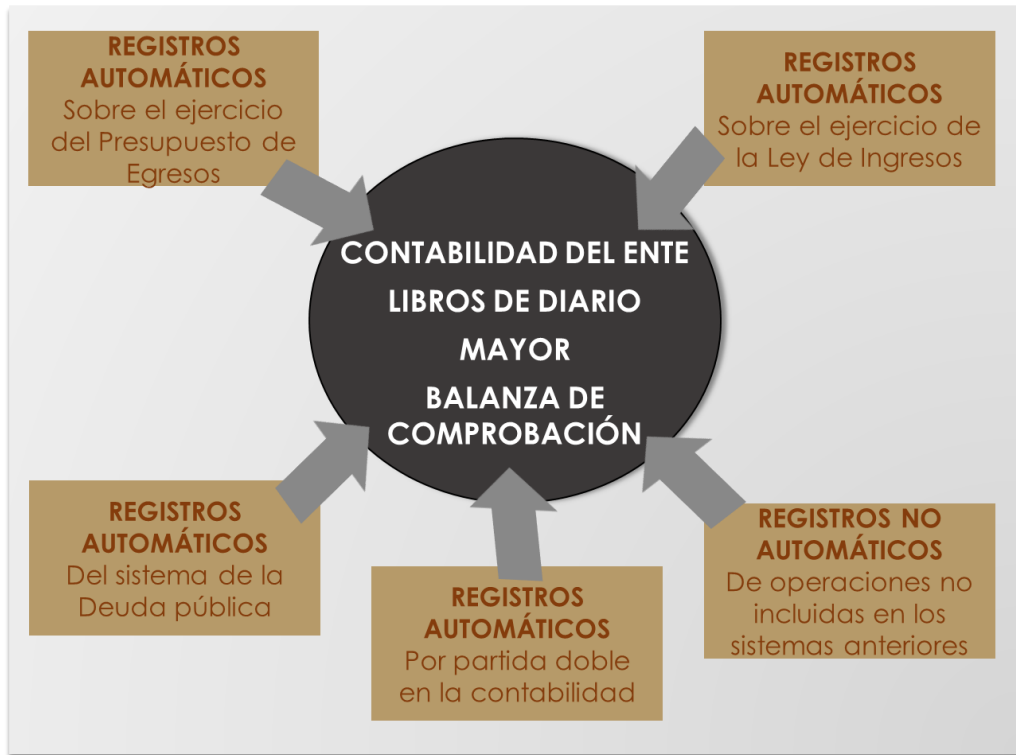 REGISTROS
AUTOMÁTICOS
Sobre el ejercicio
del Presupuesto de
Egresos
REGISTROS
AUTOMÁTICOS
Sobre el ejercicio de
la Ley de Ingresos
CONTABILIDAD DEL ENTE
LIBROS DE DIARIO
MAYOR
BALANZA DE
COMPROBACIÓN
REGISTROS
AUTOMÁTICOS
Del sistema de la
Deuda pública
REGISTROS
AUTOMÁTICOS
Por partida doble
en la contabilidad
REGISTROS NO
AUTOMÁTICOS
De operaciones no
incluidas en los
sistemas anteriores